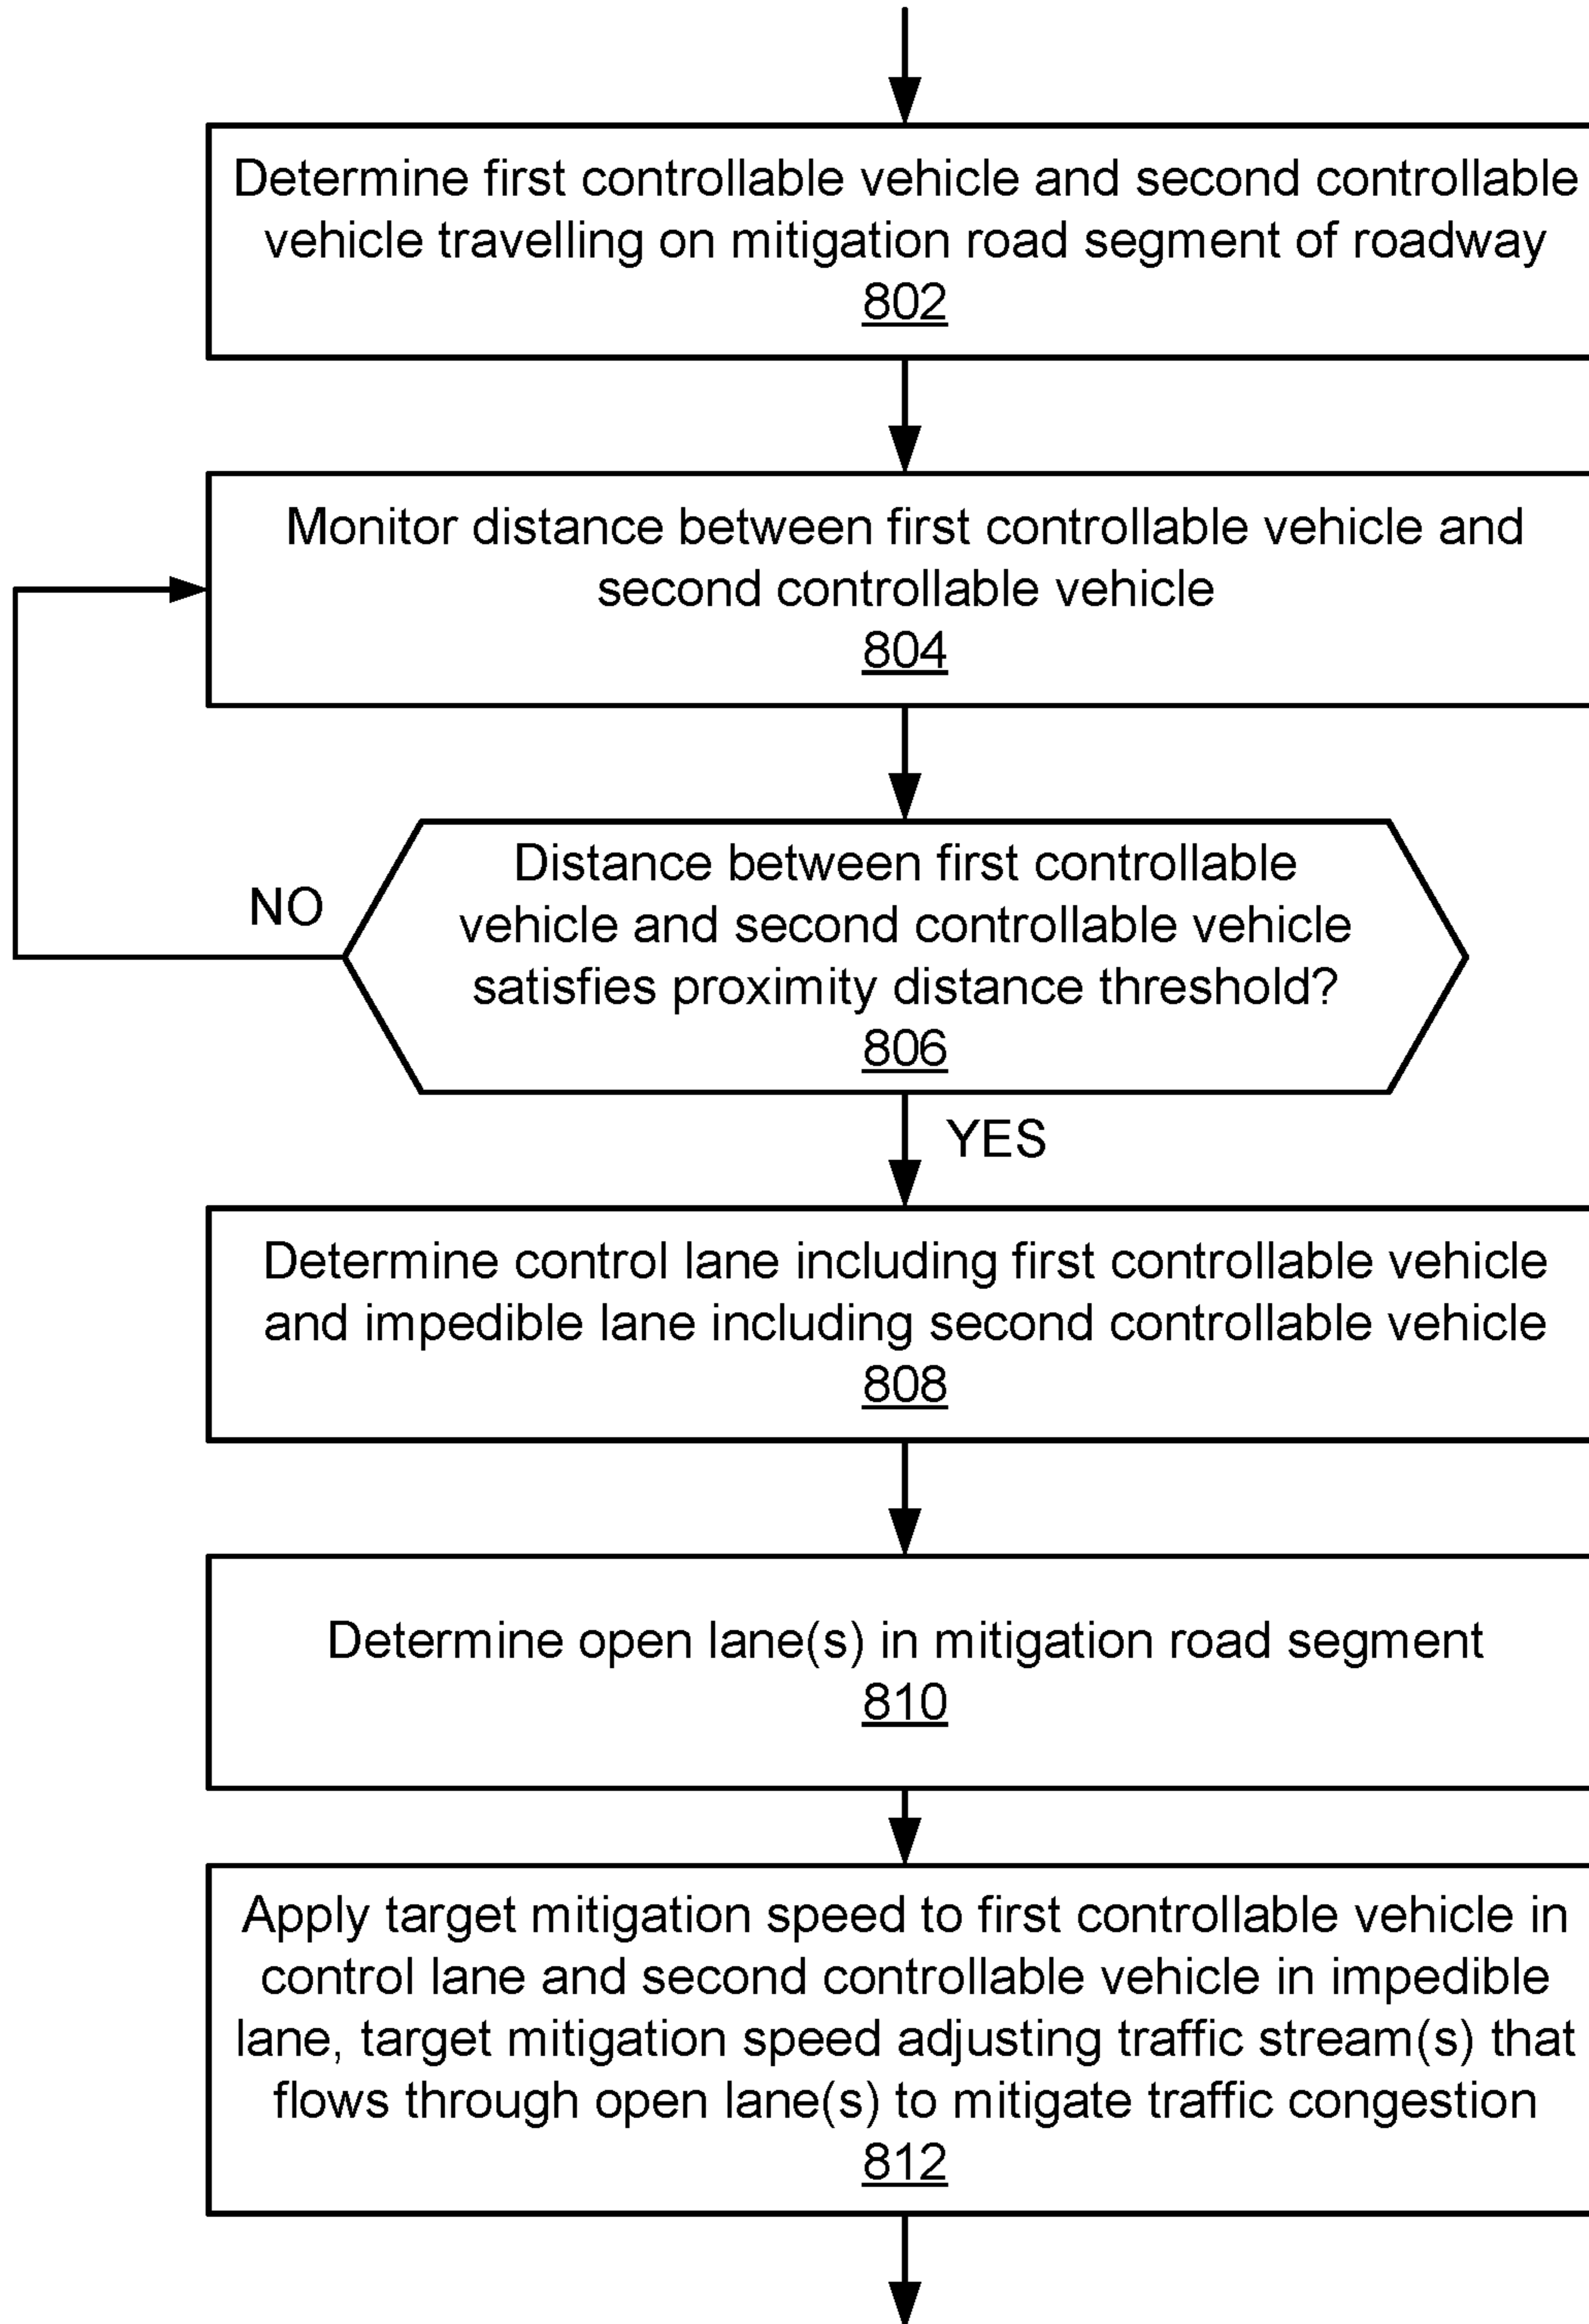 Determine first controllable vehicle and second controllable
vehicle travelling on mitigation road segment of roadway
802
Monitor distance between first controllable vehicle and
second controllable vehicle
804
Distance between first controllable
vehicle and second controllable vehicle
satisfies proximity distance threshold?
806
NO
YES
Determine control lane including first controllable vehicle
and impedible lane including second controllable vehicle
808
Determine open lane(s) in mitigation road segment
810
Apply target mitigation speed to first controllable vehicle in
control lane and second controllable vehicle in impedible
lane, target mitigation speed adjusting traffic stream(s) that
flows through open lane(s) to mitigate traffic congestion
812